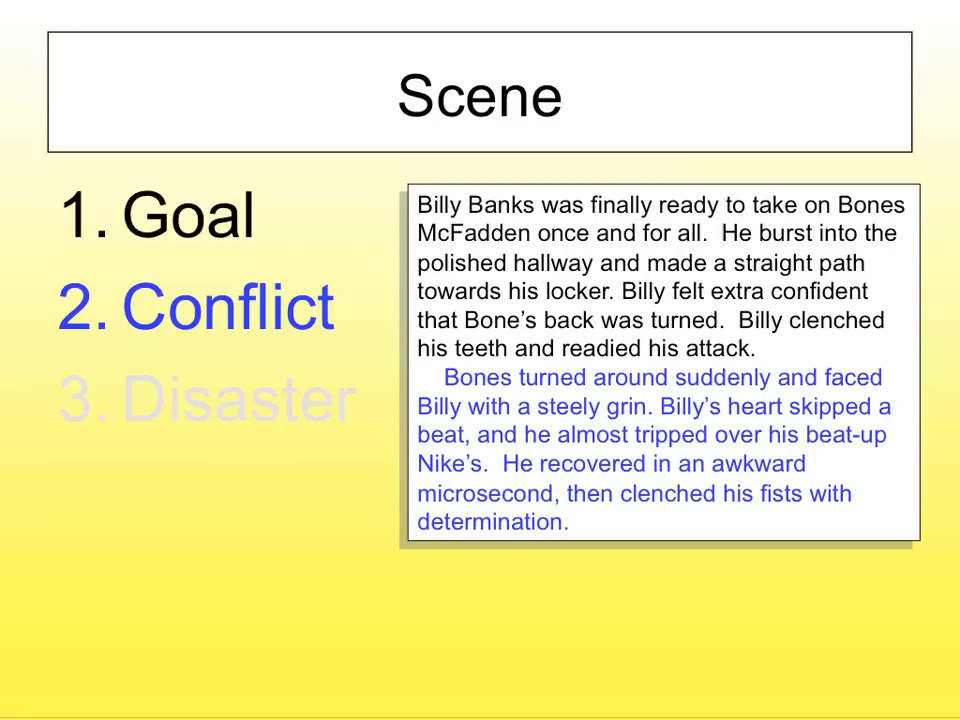 Scene
1. Goal
2. Conflict
3. Disaster
Billy Banks was finally ready to take on Bones
McFadden once and for all.  He burst into the
polished hallway and made a straight path
towards his locker. Billy felt extra confident
that Bone’s back was turned.  Billy clenched
his teeth and readied his attack.
Bones turned around suddenly and faced
Billy with a steely grin. Billy’s heart skipped a
beat, and he almost tripped over his beat-up
Nike’s.  He recovered in an awkward
microsecond, then clenched his fists with
determination.